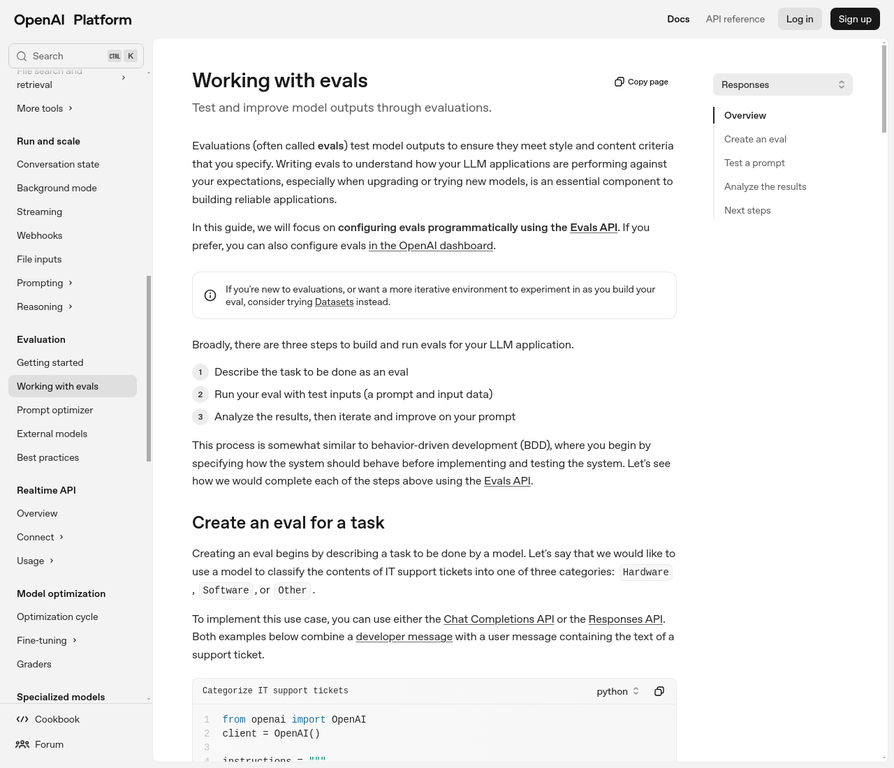 OpenAI Platform
Docs
API reference
Log in
Sign up
Search
CTRL K
File search and
retrieval
More tools
Run and scale
Conversation state
Background mode
Streaming
Webhooks
File inputs
Prompting
Reasoning
Evaluation
Getting started
Working with evals
Prompt optimizer
External models
Best practices
Realtime API
Overview
Connect
Usage
Model optimization
Optimization cycle
Fine-tuning
Graders
Specialized models
Cookbook
Forum
Working with evals
Copy page
Test and improve model outputs through evaluations.
Evaluations (often called evals) test model outputs to ensure they meet style and content criteria
that you specify. Writing evals to understand how your LLM applications are performing against
your expectations, especially when upgrading or trying new models, is an essential component to
building reliable applications.
In this guide, we will focus on configuring evals programmatically using the Evals API. If you
prefer, you can also configure evals in the OpenAI dashboard.
If you're new to evaluations, or want a more iterative environment to experiment in as you build your
eval, consider trying Datasets instead.
Broadly, there are three steps to build and run evals for your LLM application.
1 Describe the task to be done as an eval
2 Run your eval with test inputs (a prompt and input data)
3 Analyze the results, then iterate and improve on your prompt
This process is somewhat similar to behavior-driven development (BDD), where you begin by
specifying how the system should behave before implementing and testing the system. Let's see
how we would complete each of the steps above using the Evals API.
Create an eval for a task
Creating an eval begins by describing a task to be done by a model. Let's say that we would like to
use a model to classify the contents of IT support tickets into one of three categories: Hardware
, Software , or Other .
To implement this use case, you can use either the Chat Completions API or the Responses API.
Both examples below combine a developer message with a user message containing the text of a
support ticket.
Categorize IT support tickets
python
1 from openai import OpenAI
2 client = OpenAI()
3
4 instructions = """
Responses
Overview
Create an eval
Test a prompt
Analyze the results
Next steps